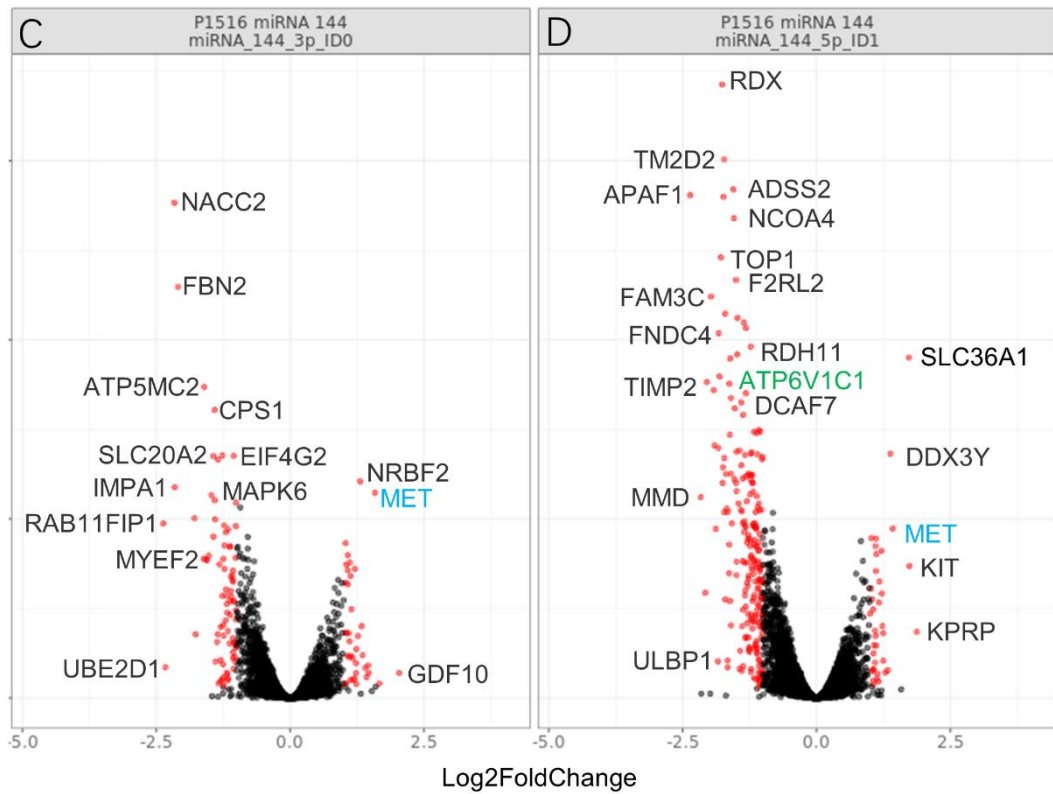 C
P1516 miRNA 144
miRNA_144_3p_ID0
NACC2
FBN2
ATP5MC2
CPS1
SLC20A2
EIF4G2
NRBF2
IMPA1
MAPK6
MET
RAB11FIP1
MYEF2
UBE2D1
GDF10
-5.0
-2.5
0.0
2.5
D
P1516 miRNA 144
miRNA_144_5p_ID1
RDX
TM2D2
APAF1
ADSS2
NCOA4
TOP1
F2RL2
FAM3C
FNDC4
RDH11
SLC36A1
TIMP2
ATP6V1C1
DCAF7
DDX3Y
MMD
MET
KIT
KPRP
ULBP1
-5.0
-2.5
0.0
2.5
Log2FoldChange